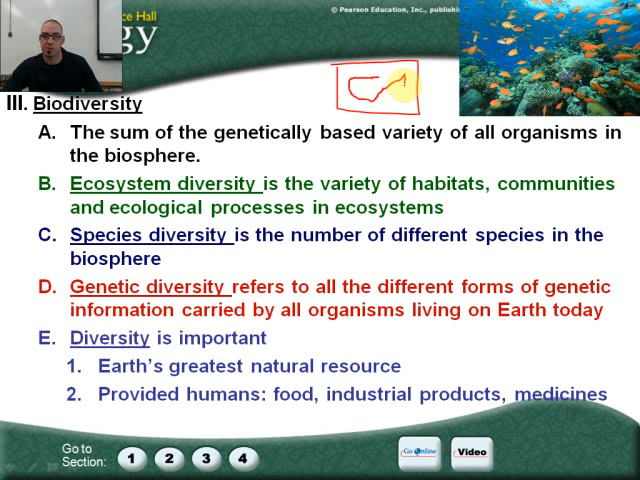 ce Hall
© Pearson Education, Inc., publishing
gy
III. Biodiversity
A. The sum of the genetically based variety of all organisms in
the biosphere.
B. Ecosystem diversity is the variety of habitats, communities
and ecological processes in ecosystems
C. Species diversity is the number of different species in the
biosphere
D. Genetic diversity refers to all the different forms of genetic
information carried by all organisms living on Earth today
E. Diversity is important
1. Earth's greatest natural resource
2. Provided humans: food, industrial products, medicines
Go to
Section:
1 2 3 4
Go Online
Video